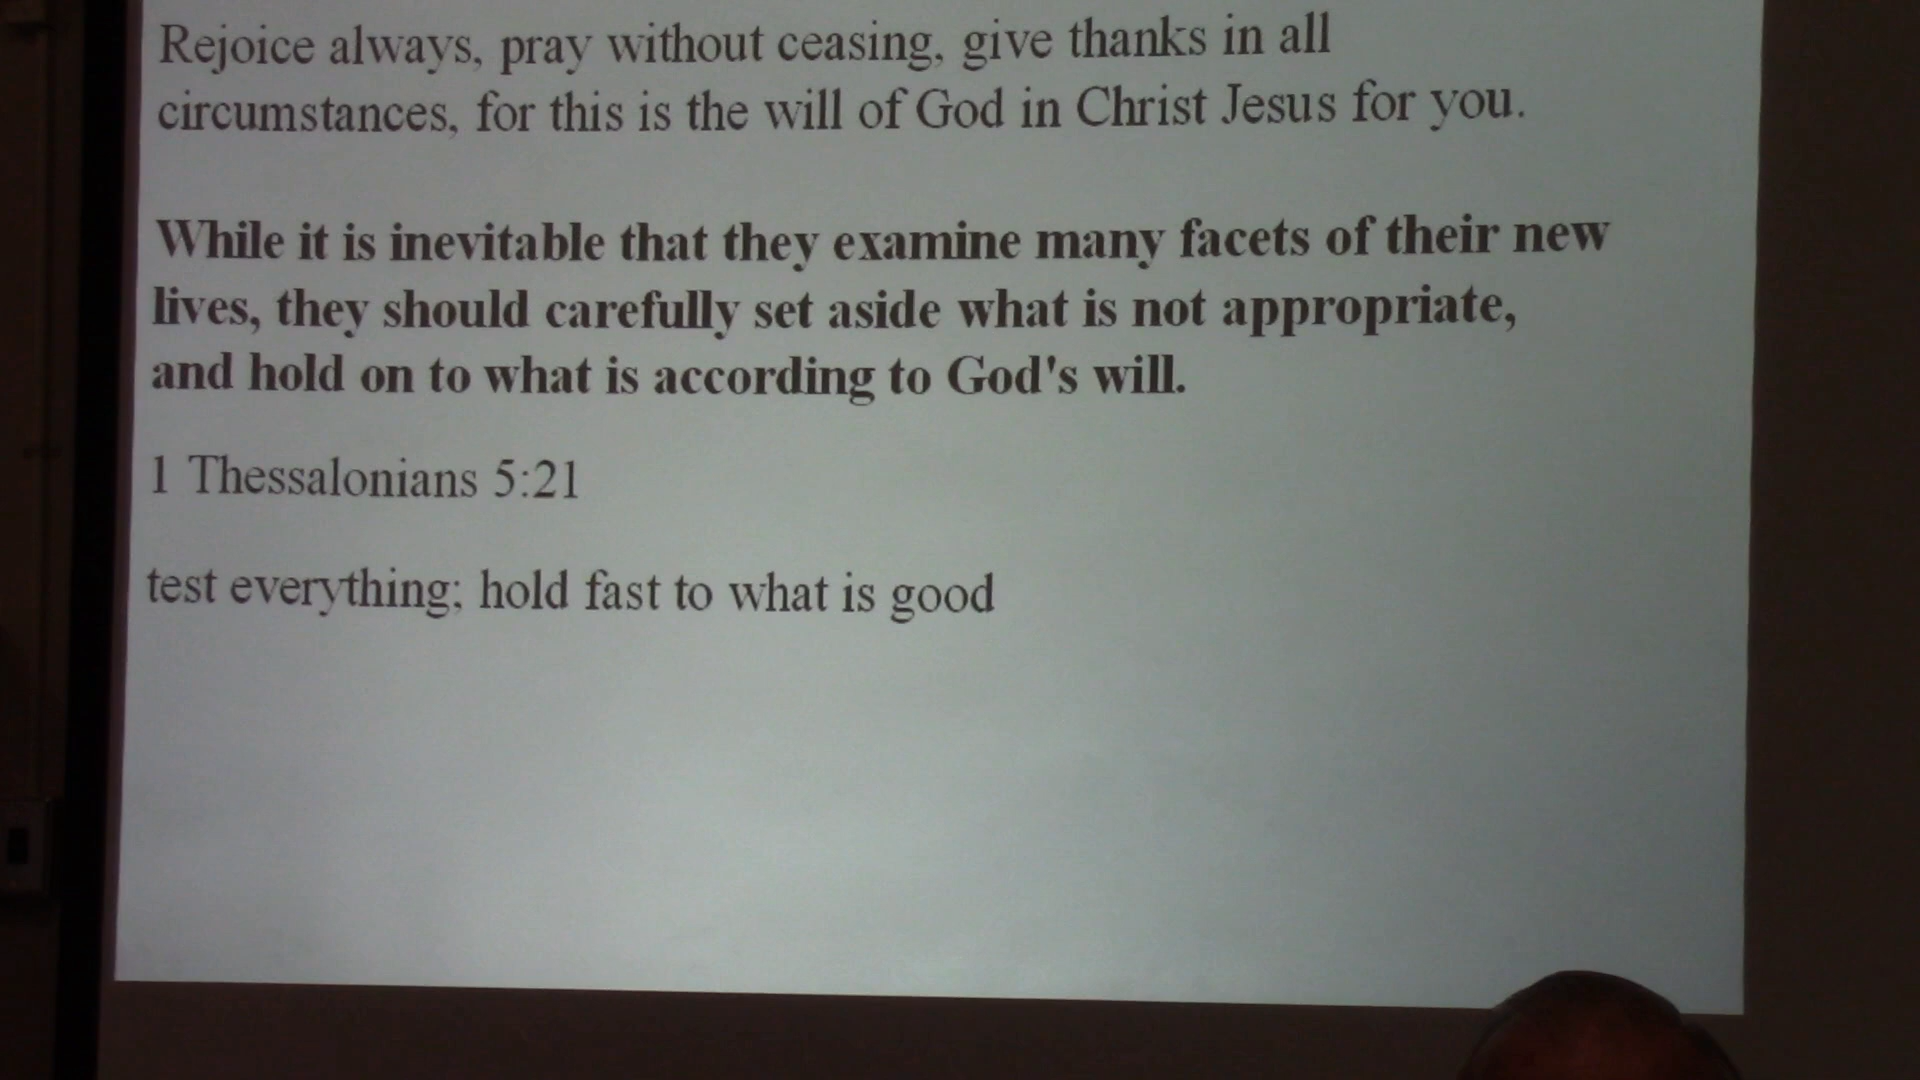 Rejoice always, pray without ceasing, give thanks in all
circumstances, for this is the will of God in Christ Jesus for you.
While it is inevitable that they examine many facets of their new
lives, they should carefully set aside what is not appropriate,
and hold on to what is according to God's will.
1 Thessalonians 5:21
test everything; hold fast to what is good